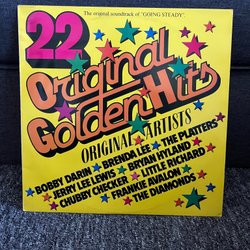 The original soundtrack of "GOING STEADY".
22
Original
Golden Hits
ORIGINAL ARTISTS
BOBBY DARIN ★ BRENDA LEE ★ THE PLATTERS
★ JERRY LEE LEWIS ★ BRYAN HYLAND ★
CHUBBY CHECKER ★ LITTLE RICHARD
★ FRANKIE AVALON ★
THE DIAMONDS